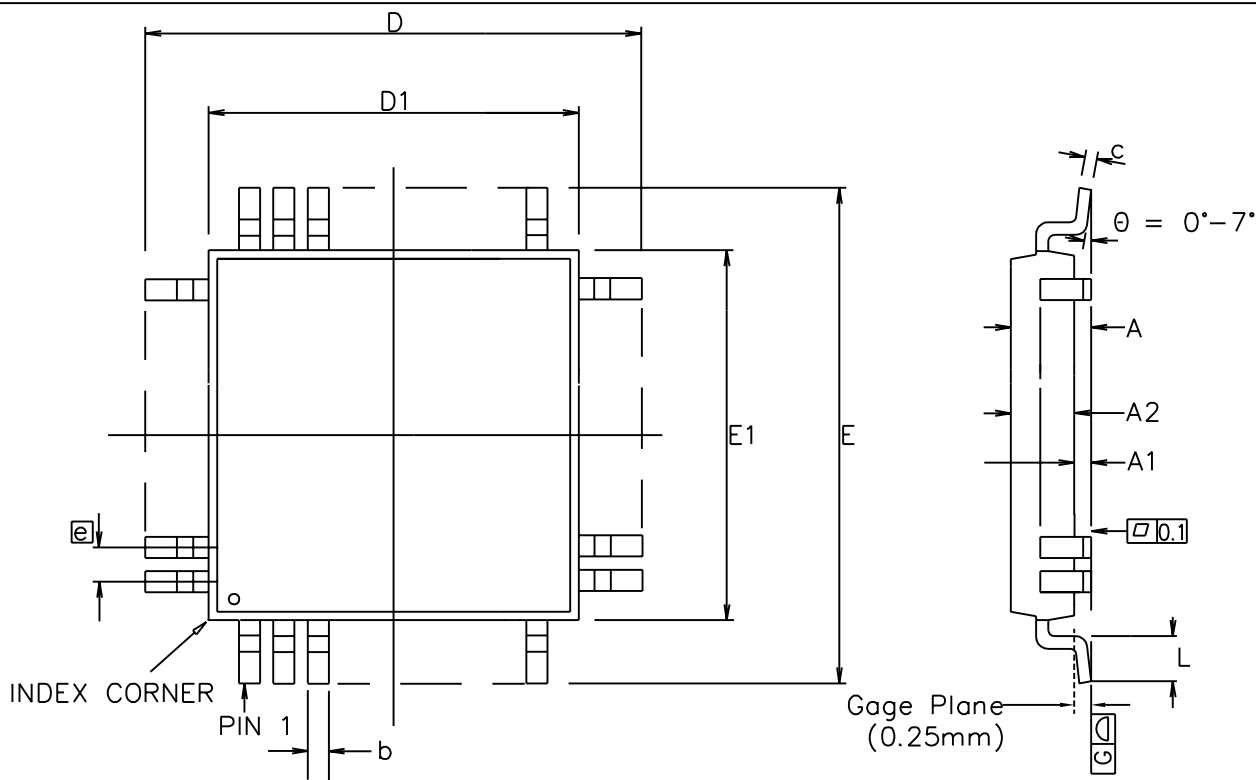 D
D1
c
Θ = 0°-7°
A
E1
E
A2
A1
e
0.1
L
INDEX CORNER
PIN 1
b
Gage Plane
(0.25mm)
G